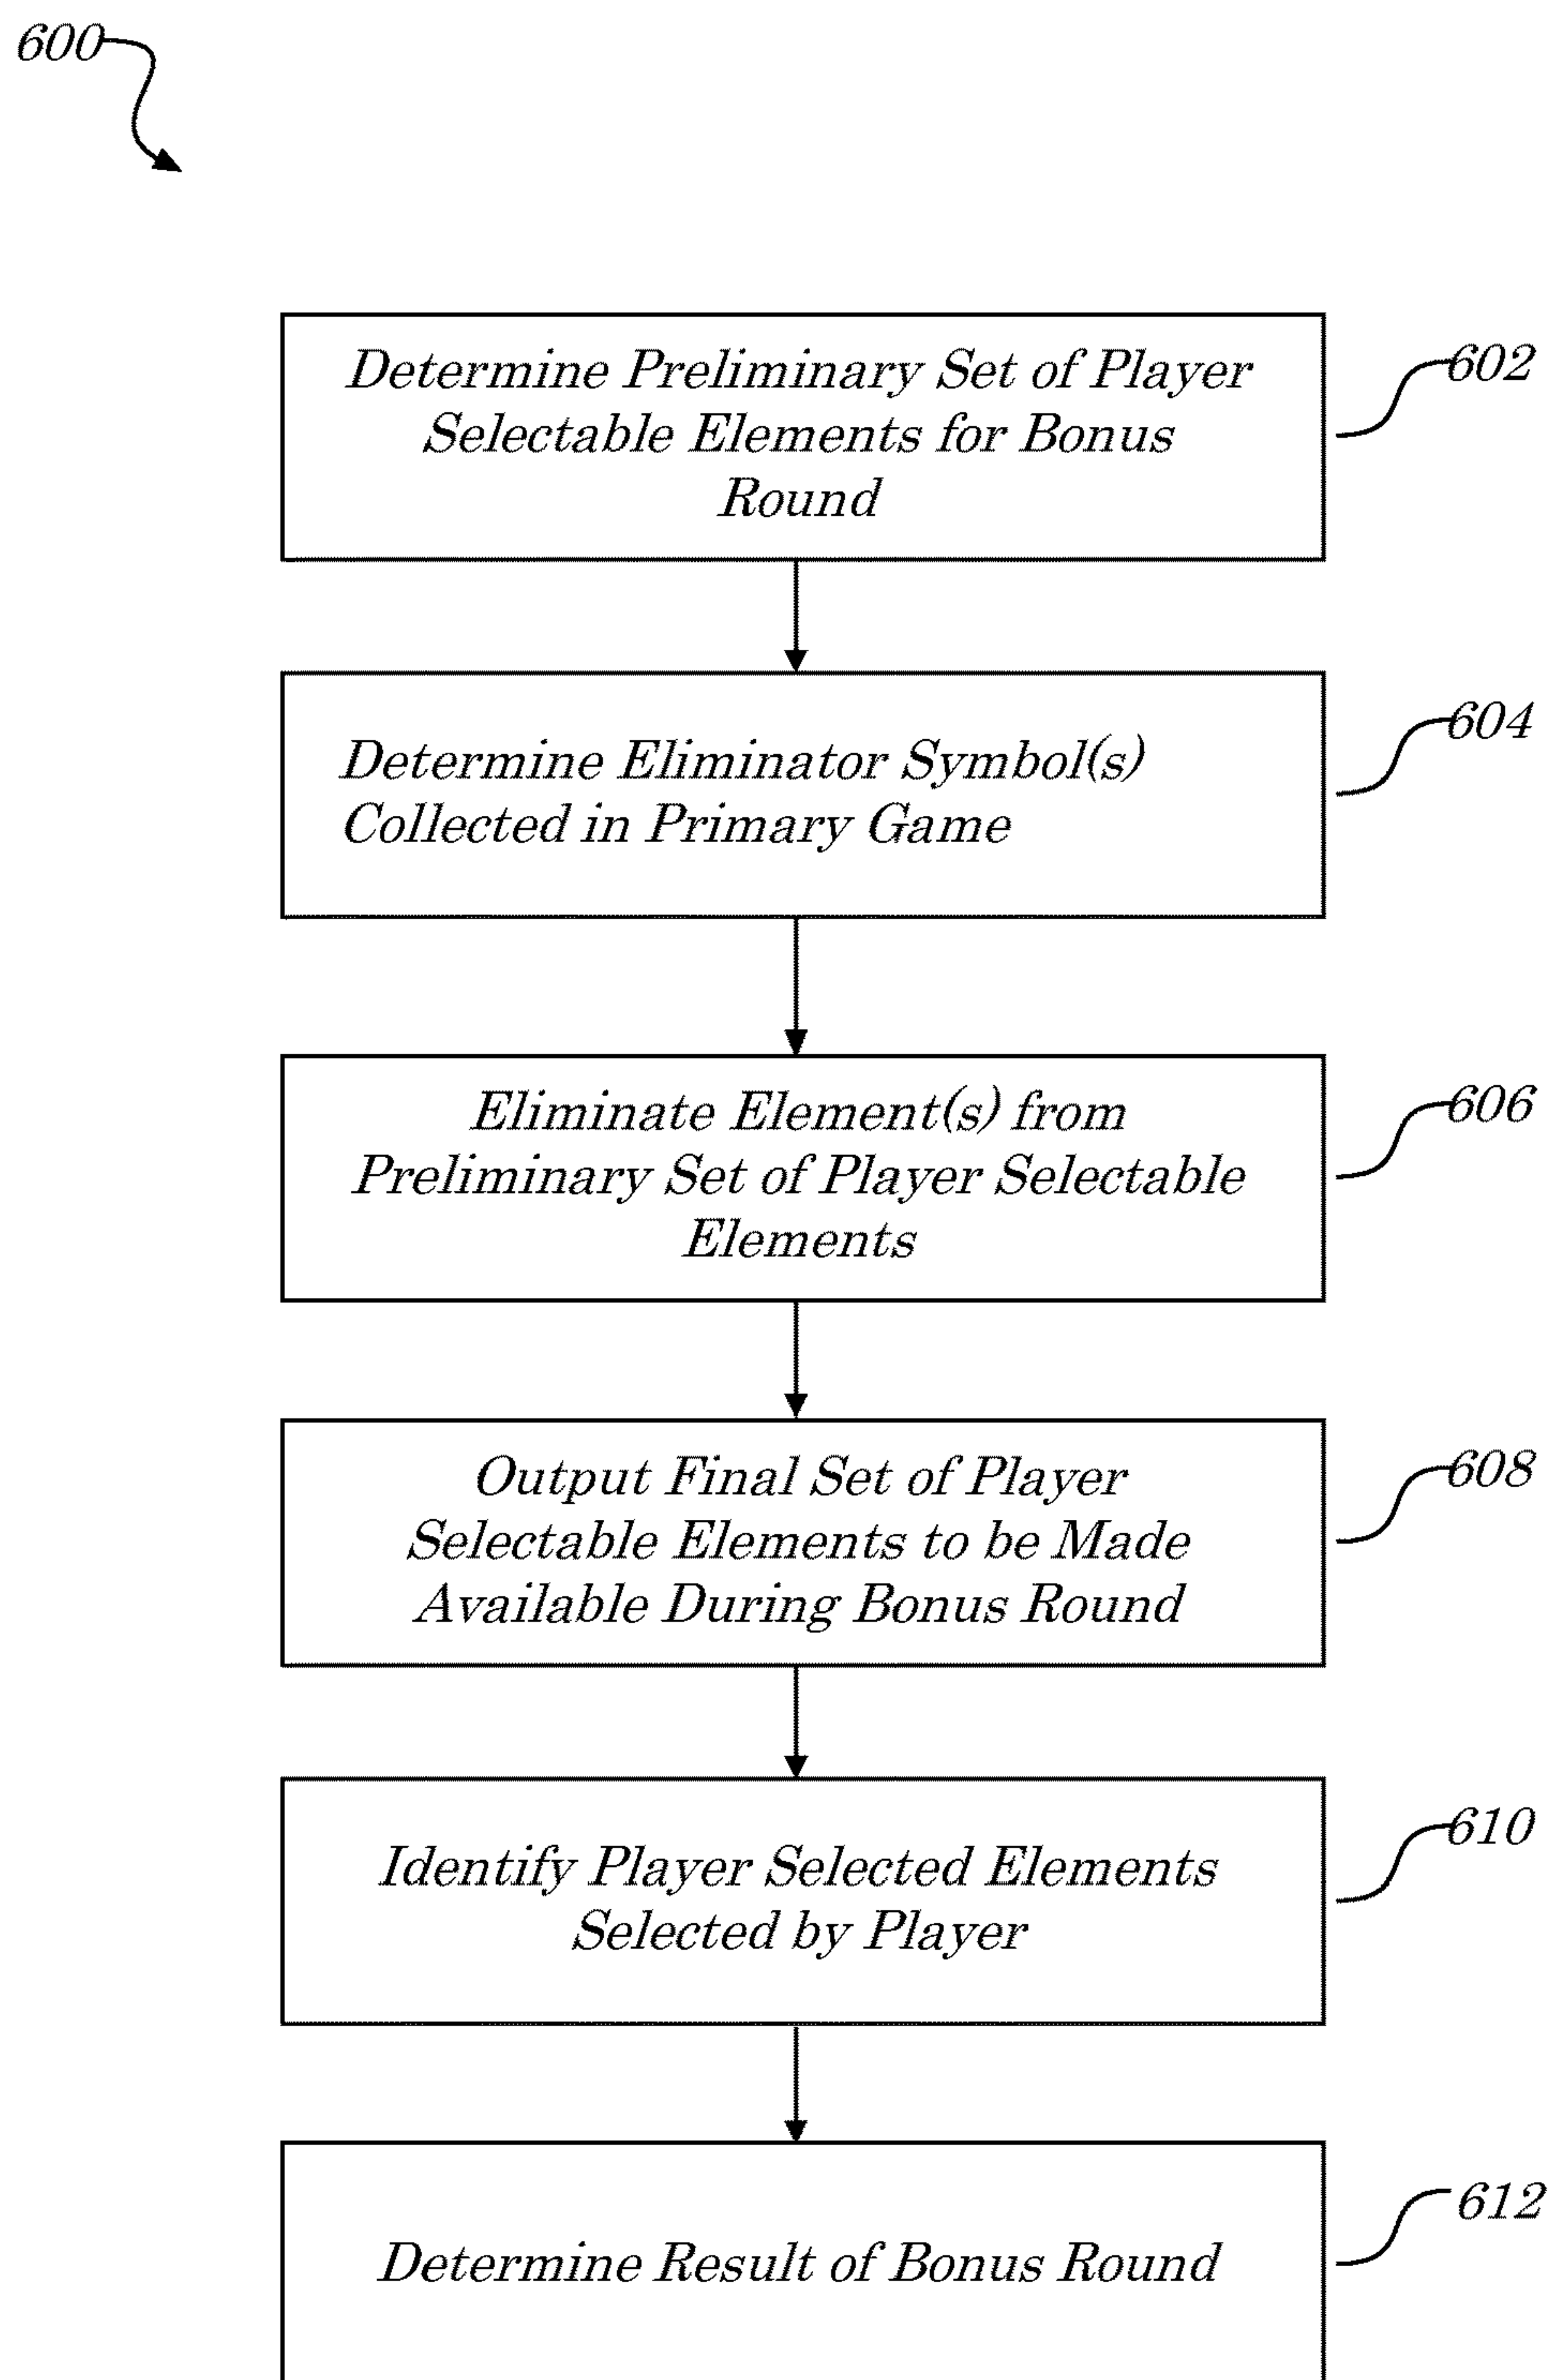 600
Determine Preliminary Set of Player
Selectable Elements for Bonus
Round
602
Determine Eliminator Symbol(s)
Collected in Primary Game
604
Eliminate Element(s) from
Preliminary Set of Player Selectable
Elements
606
Output Final Set of Player
Selectable Elements to be Made
Available During Bonus Round
608
Identify Player Selected Elements
Selected by Player
610
Determine Result of Bonus Round
612